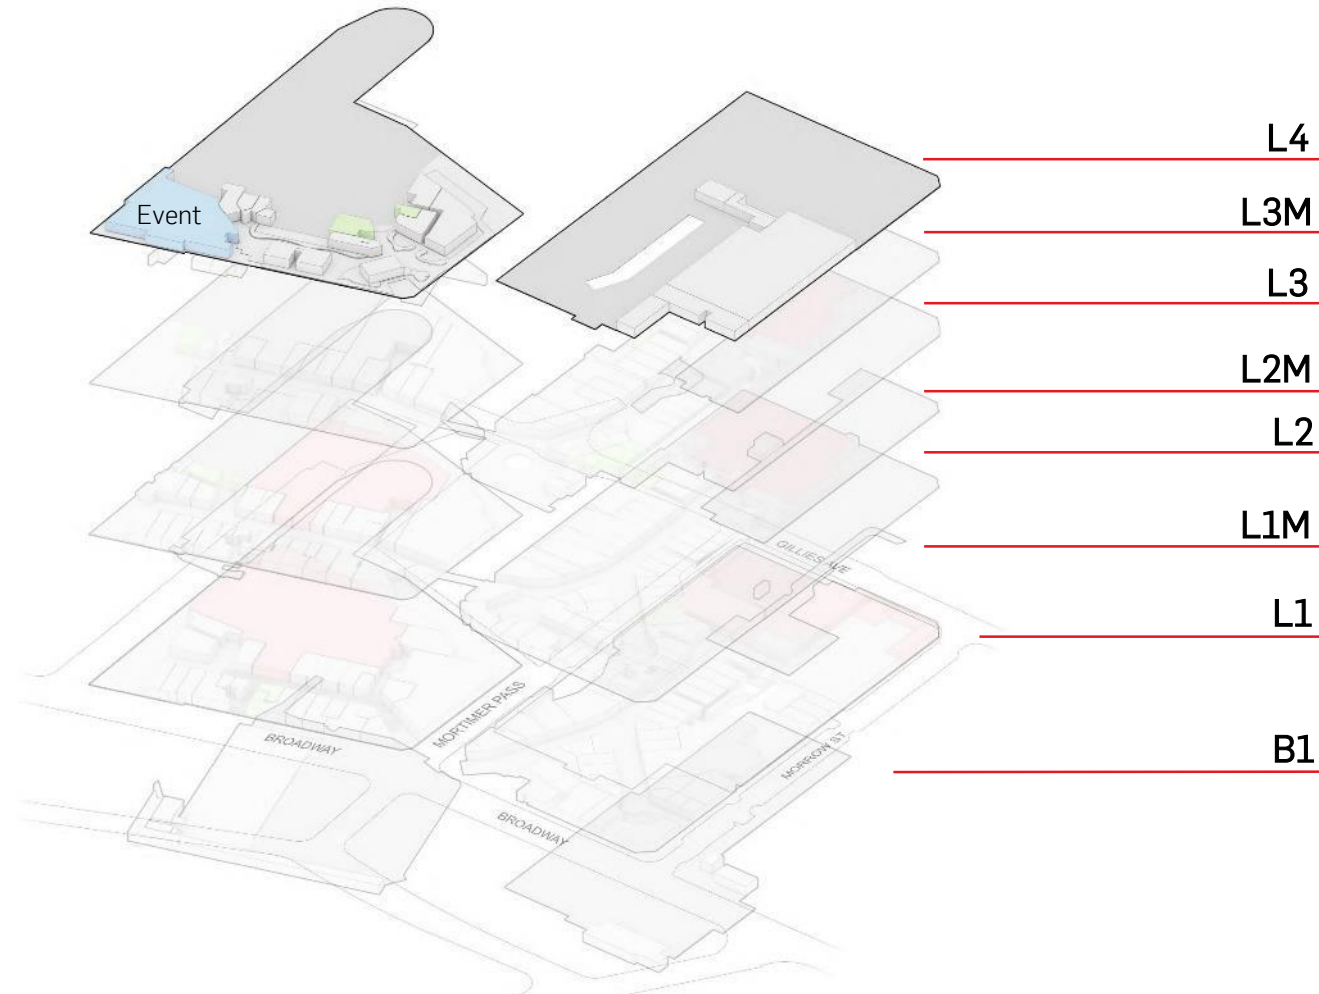 L4
L3M
Event
L3
L2M
L2
L1M
GILLIES AVE
L1
MORTIMER PASS
BROADWAY
B1
MORROW ST
BROADWAY